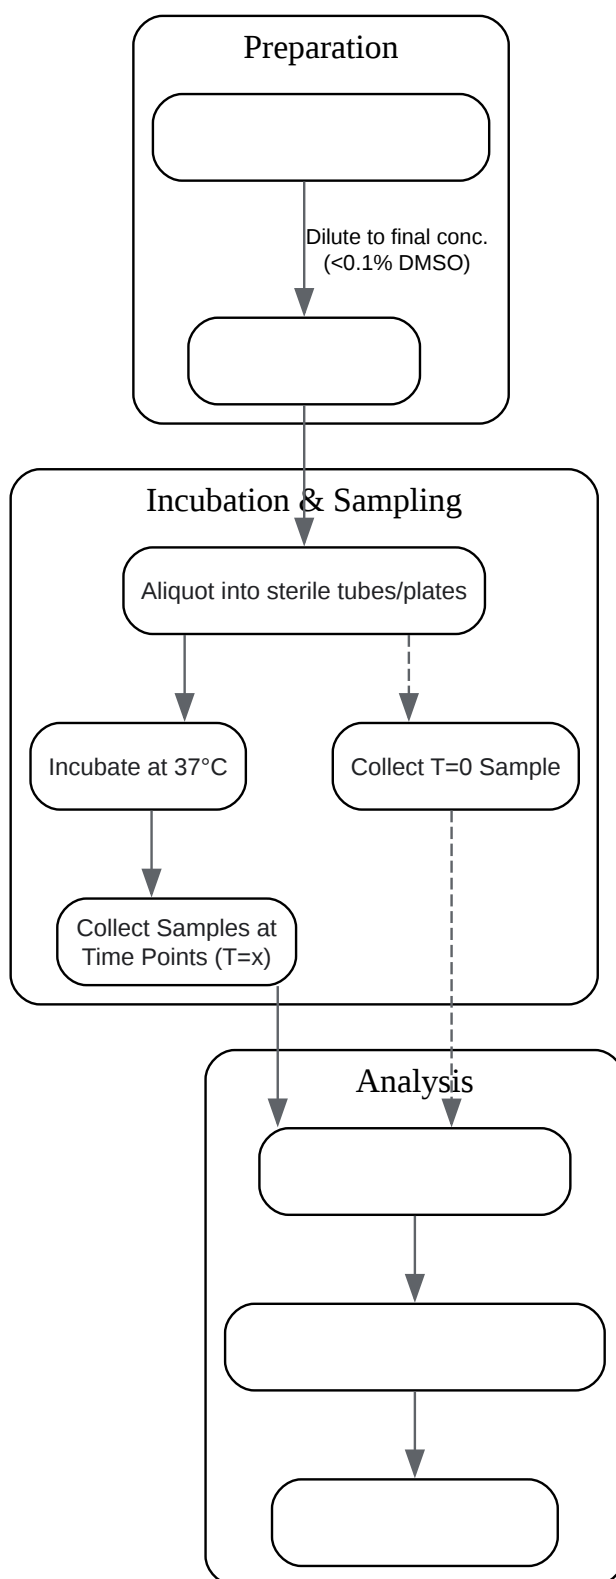 Preparation
Dilute to final conc.
(<0.1% DMSO)
Incubation & Sampling
Aliquot into sterile tubes/plates
Incubate at 37°C
Collect T=0 Sample
Collect Samples at
Time Points (T=x)
Analysis